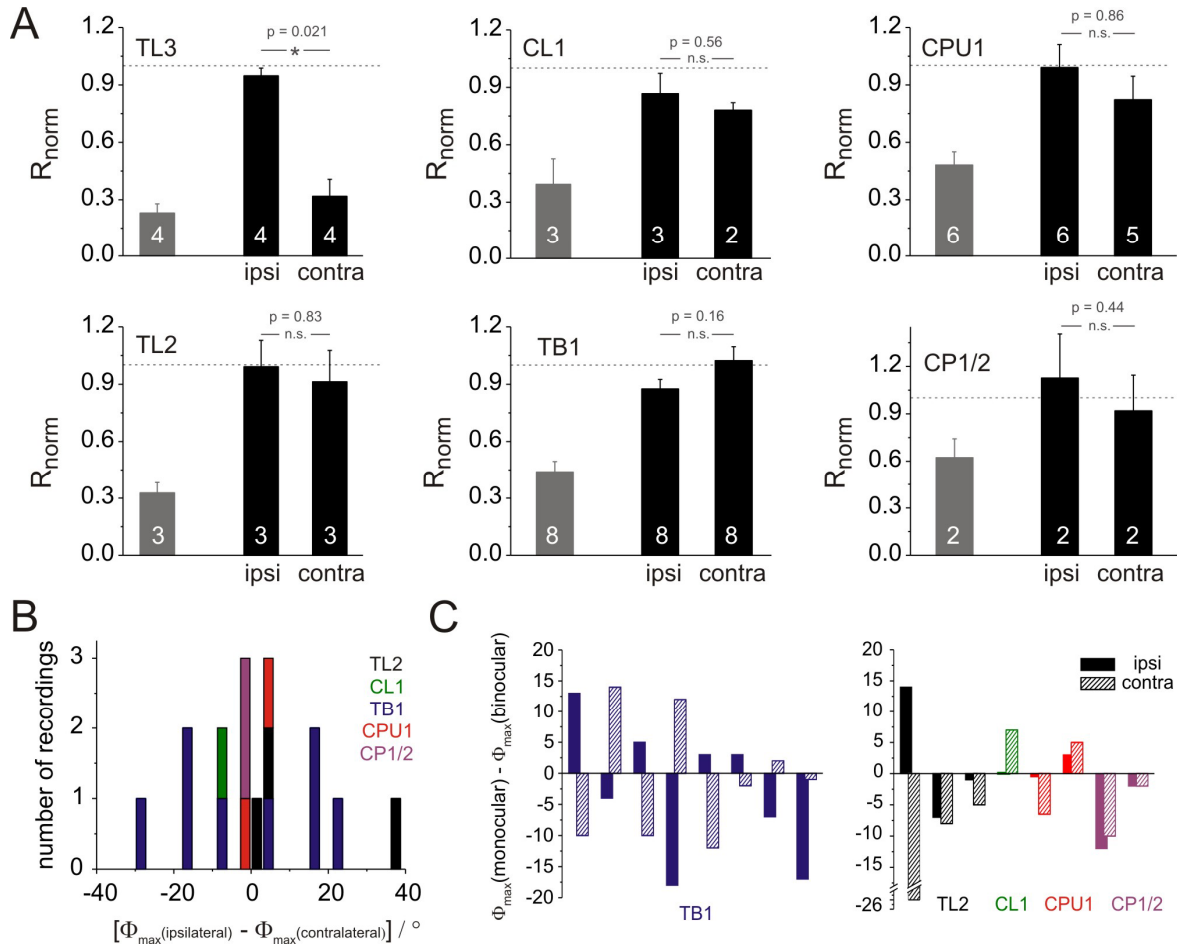 A
TL3
p = 0.021
*
1.2
0.9
0.6
0.3
0.0
R_norm
4
4
4
ipsi contra
CL1
p = 0.56
n.s.
1.2
0.9
0.6
0.3
0.0
R_norm
3
3
2
ipsi contra
CPU1
p = 0.86
n.s.
1.2
0.9
0.6
0.3
0.0
R_norm
6
6
5
ipsi contra
TL2
p = 0.83
n.s.
1.2
0.9
0.6
0.3
0.0
R_norm
3
3
3
ipsi contra
TB1
p = 0.16
n.s.
1.2
0.9
0.6
0.3
0.0
R_norm
8
8
8
ipsi contra
CP1/2
p = 0.44
n.s.
1.2
0.9
0.6
0.3
0.0
R_norm
2
2
2
ipsi contra
B
number of recordings
3
2
1
0
-40 -20 0 20 40
[Φmax(ipsilateral) - Φmax(contralateral)] / °
TL2
CL1
TB1
CPU1
CP1/2
C
Φmax(monocular) - Φmax(binocular)
20
15
10
5
0
-5
-10
-15
-20
TB1
20
15
10
5
0
-5
-10
-15
-26
ipsi
contra
TL2 CL1 CPU1 CP1/2